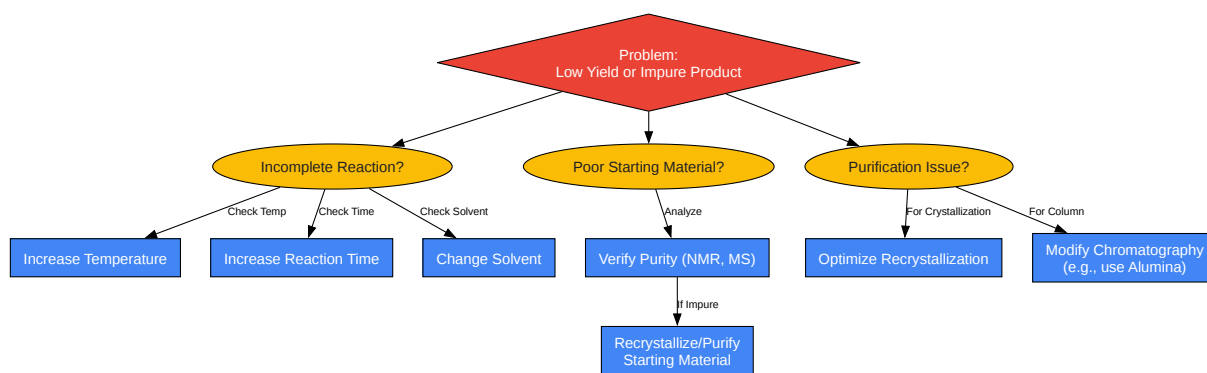 Problem:
Low Yield or Impure Product
Incomplete Reaction?
Poor Starting Material?
Purification Issue?
Check Temp
Check Time
Check Solvent
Analyze
For Crystallization
For Column
Increase Temperature
Increase Reaction Time
Change Solvent
Verify Purity (NMR, MS)
Optimize Recrystallization
Modify Chromatography
(e.g., use Alumina)
If Impure
Recrystallize/Purify
Starting Material